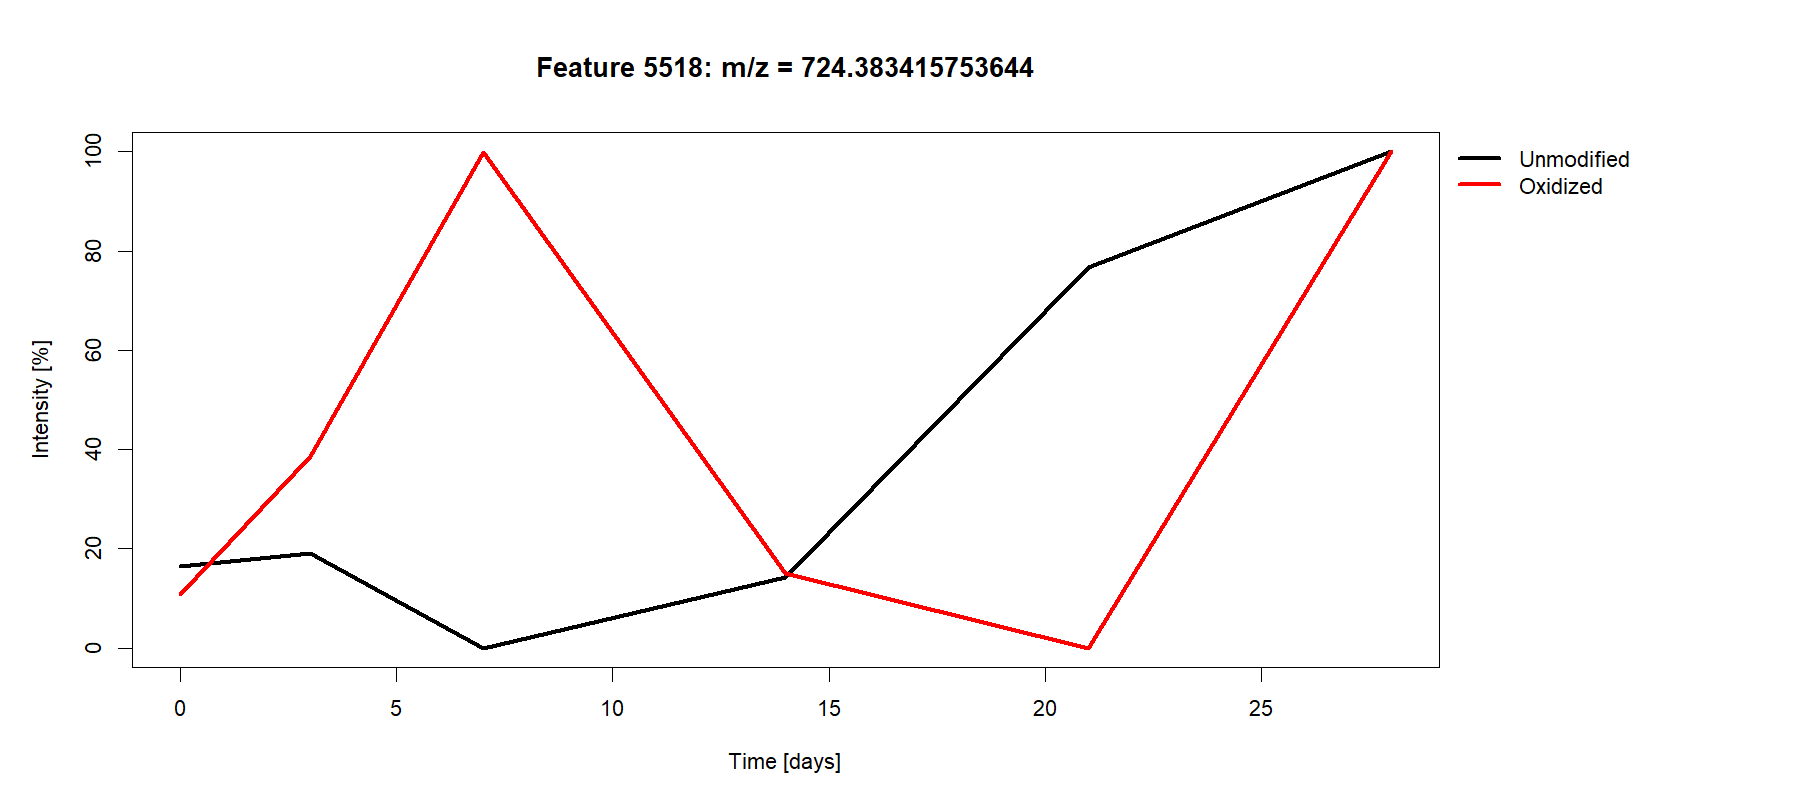 Feature 5518: m/z = 724.383415753644
Unmodified
Oxidized
Intensity [%]
100
80
60
40
20
0
0 5 10 15 20 25
Time [days]